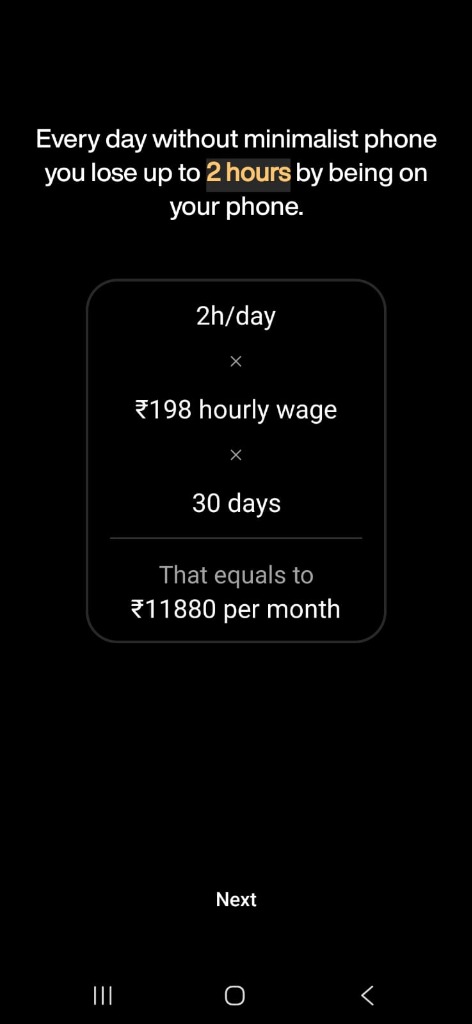 Every day without minimalist phone
you lose up to 2 hours by being on
your phone.
2h/day
×
₹198 hourly wage
×
30 days
That equals to
₹11880 per month
Next